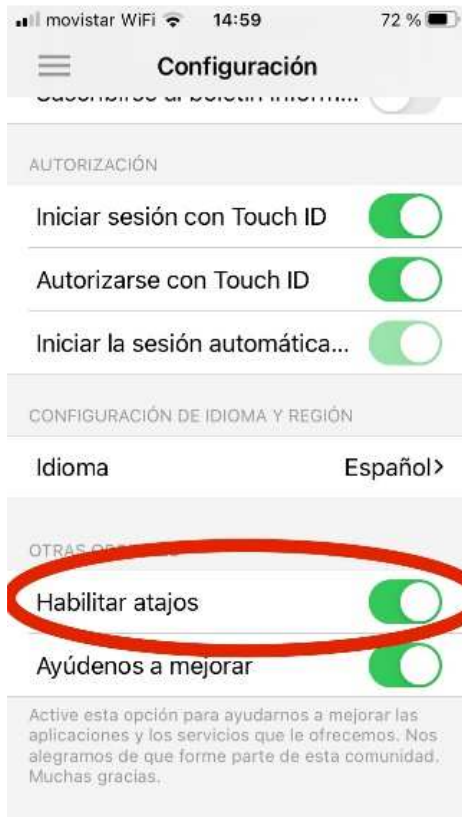 movistar WiFi 14:59 72 %
Configuración
AUTORIZACIÓN
Iniciar sesión con Touch ID
Autorizarse con Touch ID
Iniciar la sesión automática...
CONFIGURACIÓN DE IDIOMA Y REGIÓN
Idioma Español>
OTRAS
Habilitar atajos
Ayúdenos a mejorar
Active esta opción para ayudarnos a mejorar las
aplicaciones y los servicios que le ofrecemos. Nos
alegramos de que forme parte de esta comunidad.
Muchas gracias.